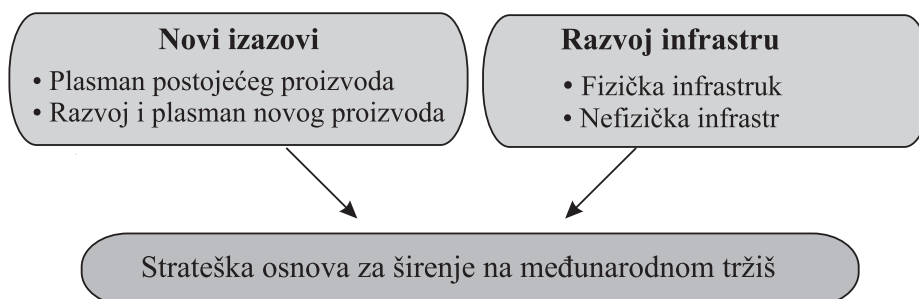 Novi izazovi
• Plasman postojećeg proizvoda
• Razvoj i plasman novog proizvoda
Razvoj infrastru
• Fizička infrastruk
• Nefizička infrastr
Strateška osnova za širenje na međunarodnom tržiš